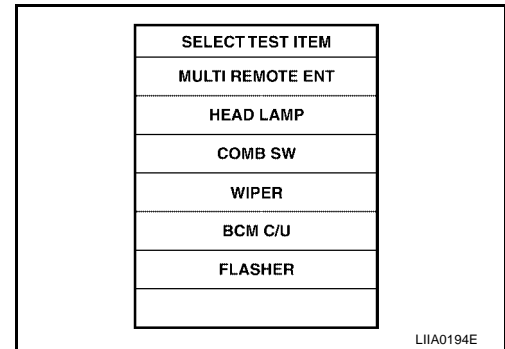 SELECT TEST ITEM
MULTI REMOTE ENT
HEAD LAMP
COMB SW
WIPER
BCM C/U
FLASHER
LIIA0194E